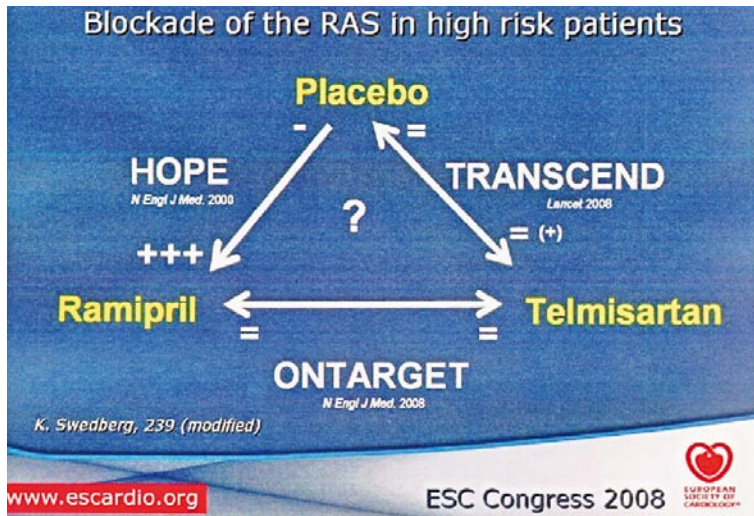 Blockade of the RAS in high risk patients
Placebo
- =
HOPE
N Engl J Med. 2000
TRANSCEND
Lancet 2008
?
+++
= (+)
Ramipril
Telmisartan
= =
ONTARGET
N Engl J Med. 2008
K. Swedberg, 239 (modified)
www.escardio.org
ESC Congress 2008
EUROPEAN
SOCIETY OF
CARDIOLOGY®